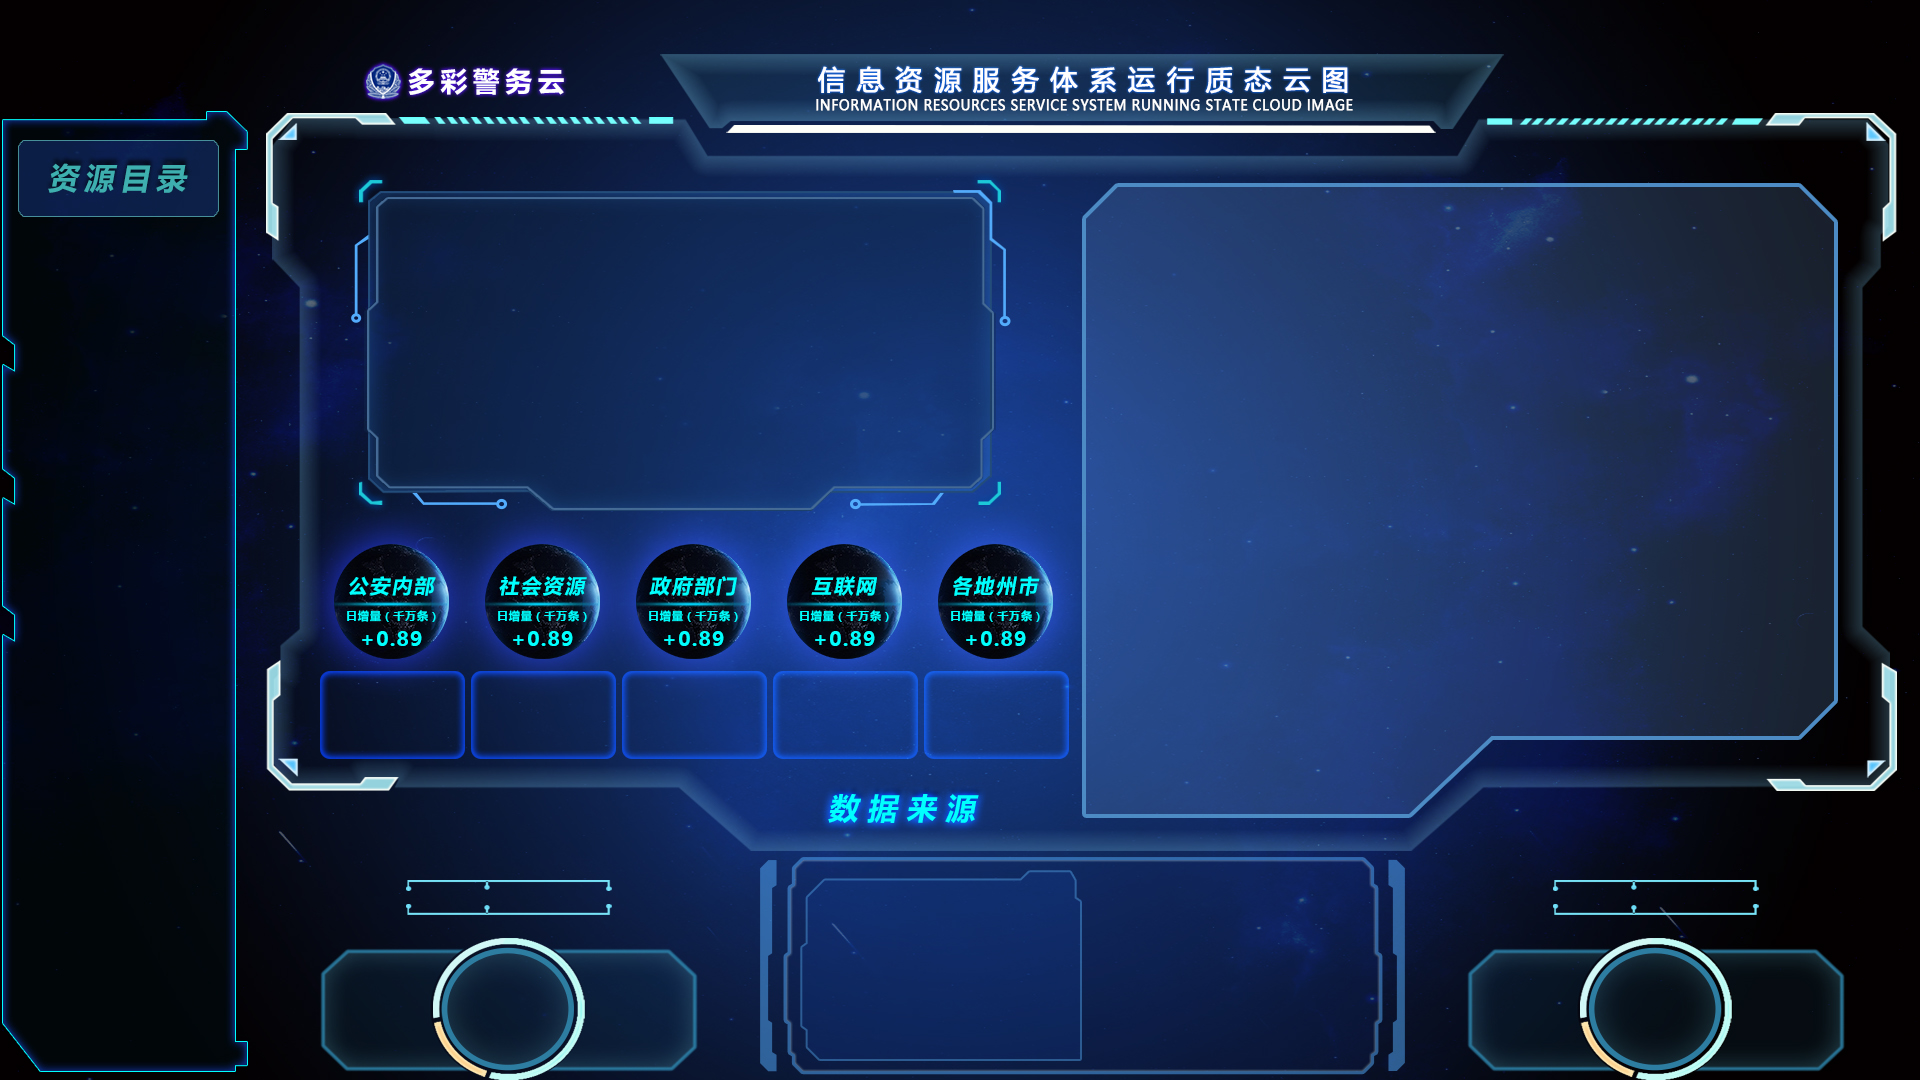 多彩警务云
信息资源服务体系运行质态云图
INFORMATION RESOURCES SERVICE SYSTEM RUNNING STATE CLOUD IMAGE
资源目录
公安内部
日增量（千万条）
+0.89
社会资源
日增量（千万条）
+0.89
政府部门
日增量（千万条）
+0.89
互联网
日增量（千万条）
+0.89
各地州市
日增量（千万条）
+0.89
数据来源